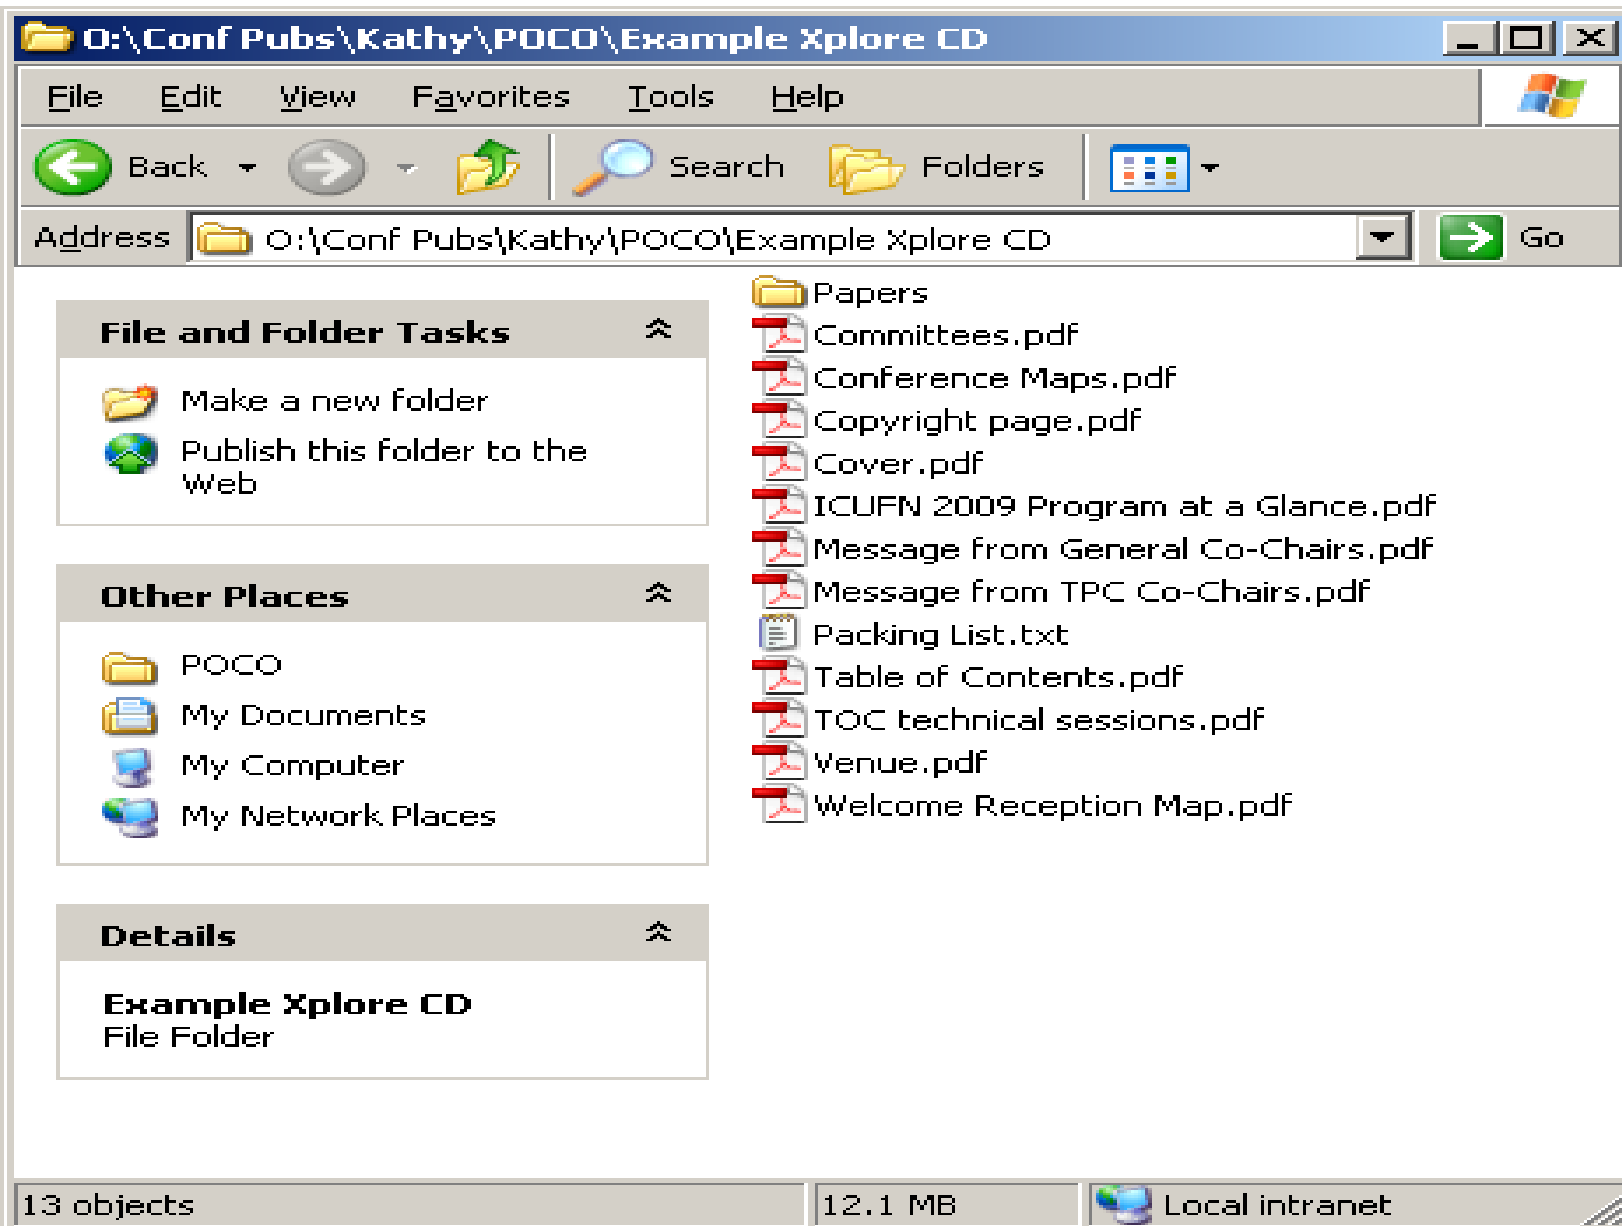 O:\Conf Pubs\Kathy\POCO\Example Xplore CD
File Edit View Favorites Tools Help
Back Search Folders
Address O:\Conf Pubs\Kathy\POCO\Example Xplore CD Go
File and Folder Tasks
Make a new folder
Publish this folder to the
Web
Other Places
POCO
My Documents
My Computer
My Network Places
Details
Example Xplore CD
File Folder
Papers
Committees.pdf
Conference Maps.pdf
Copyright page.pdf
Cover.pdf
ICUFN 2009 Program at a Glance.pdf
Message from General Co-Chairs.pdf
Message from TPC Co-Chairs.pdf
Packing List.txt
Table of Contents.pdf
TOC technical sessions.pdf
Venue.pdf
Welcome Reception Map.pdf
13 objects 12.1 MB Local intranet